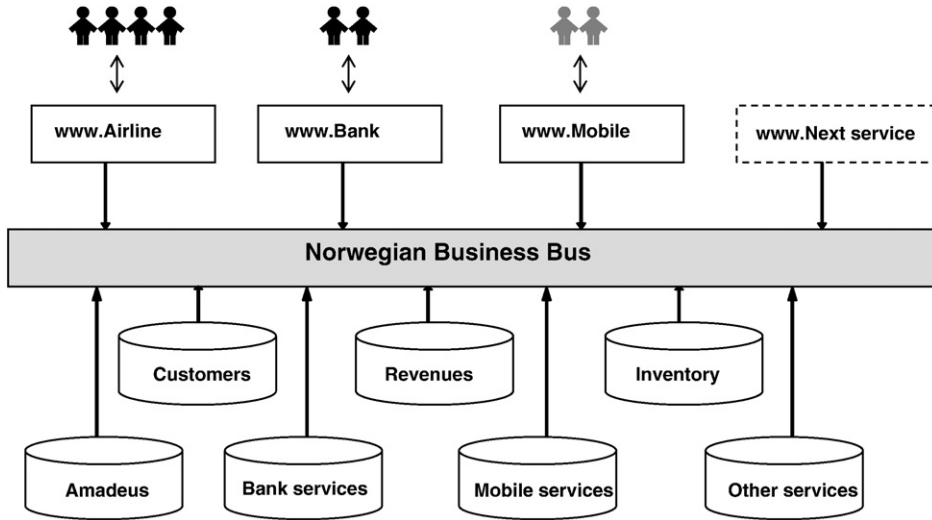 www.Airline
www.Bank
www.Mobile
www.Next service
Norwegian Business Bus
Customers
Revenues
Inventory
Amadeus
Bank services
Mobile services
Other services